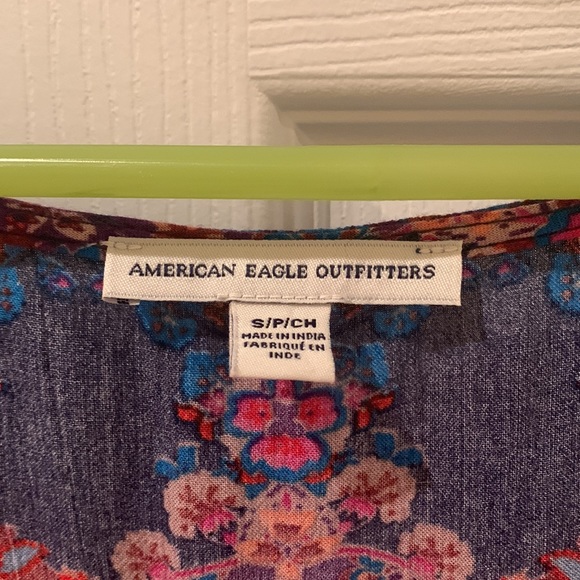 AMERICAN EAGLE OUTFITTERS
S/P/CH
MADE IN INDIA
FABRIQUÉ EN
INDE